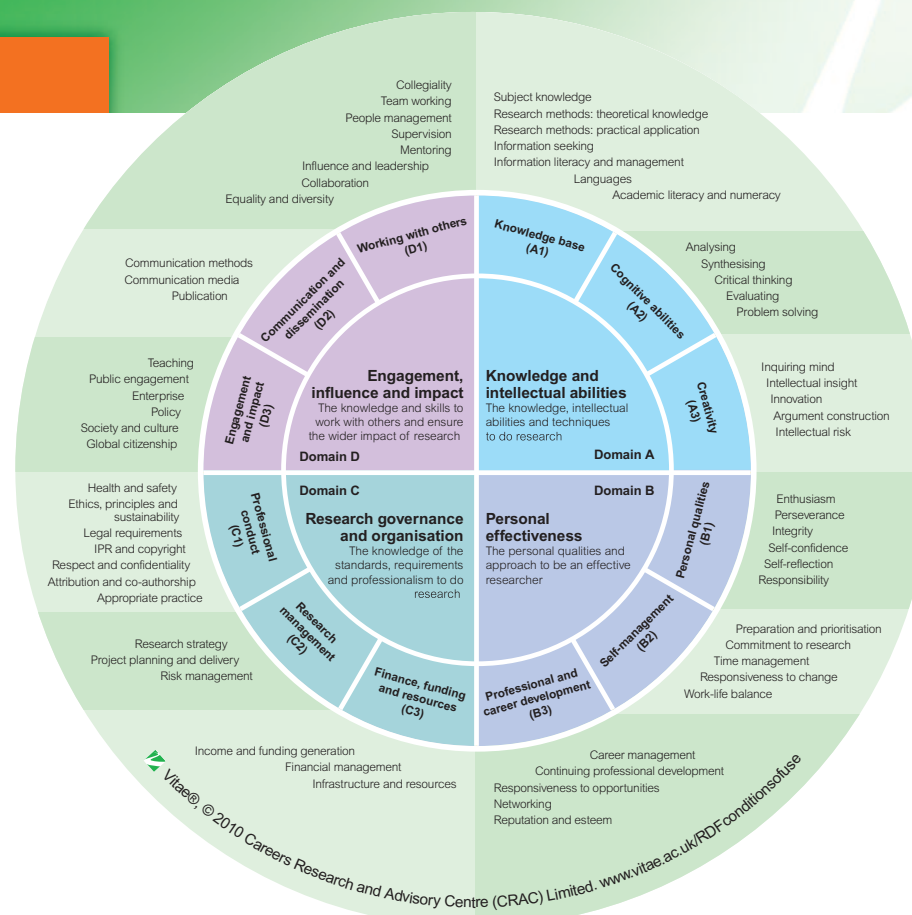 Collegiality
Team working
People management
Supervision
Mentoring
Influence and leadership
Collaboration
Equality and diversity
Subject knowledge
Research methods: theoretical knowledge
Research methods: practical application
Information seeking
Information literacy and management
Languages
Academic literacy and numeracy
Working with others
(D1)
Knowledge base
(A1)
Communication methods
Communication media
Publication
Communication and
dissemination
(D2)
Cognitive abilities
(A2)
Analysing
Synthesising
Critical thinking
Evaluating
Problem solving
Teaching
Public engagement
Enterprise
Policy
Society and culture
Global citizenship
Engagement
and impact
(D3)
Engagement,
influence and impact
The knowledge and skills to
work with others and ensure
the wider impact of research
Domain D
Knowledge and
intellectual abilities
The knowledge, intellectual
abilities and techniques
to do research
Domain A
Creativity
(A3)
Inquiring mind
Intellectual insight
Innovation
Argument construction
Intellectual risk
Health and safety
Ethics, principles and
sustainability
Legal requirements
IPR and copyright
Respect and confidentiality
Attribution and co-authorship
Appropriate practice
Professional
conduct
(C1)
Domain C
Research governance
and organisation
The knowledge of the
standards, requirements
and professionalism to do
research
Domain B
Personal
effectiveness
The personal qualities and
approach to be an effective
researcher
Personal qualities
(B1)
Enthusiasm
Perseverance
Integrity
Self-confidence
Self-reflection
Responsibility
Research strategy
Project planning and delivery
Risk management
Research
management
(C2)
Self-management
(B2)
Preparation and prioritisation
Commitment to research
Time management
Responsiveness to change
Work-life balance
Finance, funding
and resources
(C3)
Professional and
career development
(B3)
Income and funding generation
Financial management
Infrastructure and resources
Career management
Continuing professional development
Responsiveness to opportunities
Networking
Reputation and esteem
Vitae®, © 2010 Careers Research and Advisory Centre (CRAC) Limited. www.vitae.ac.uk/RDFconditionsofuse